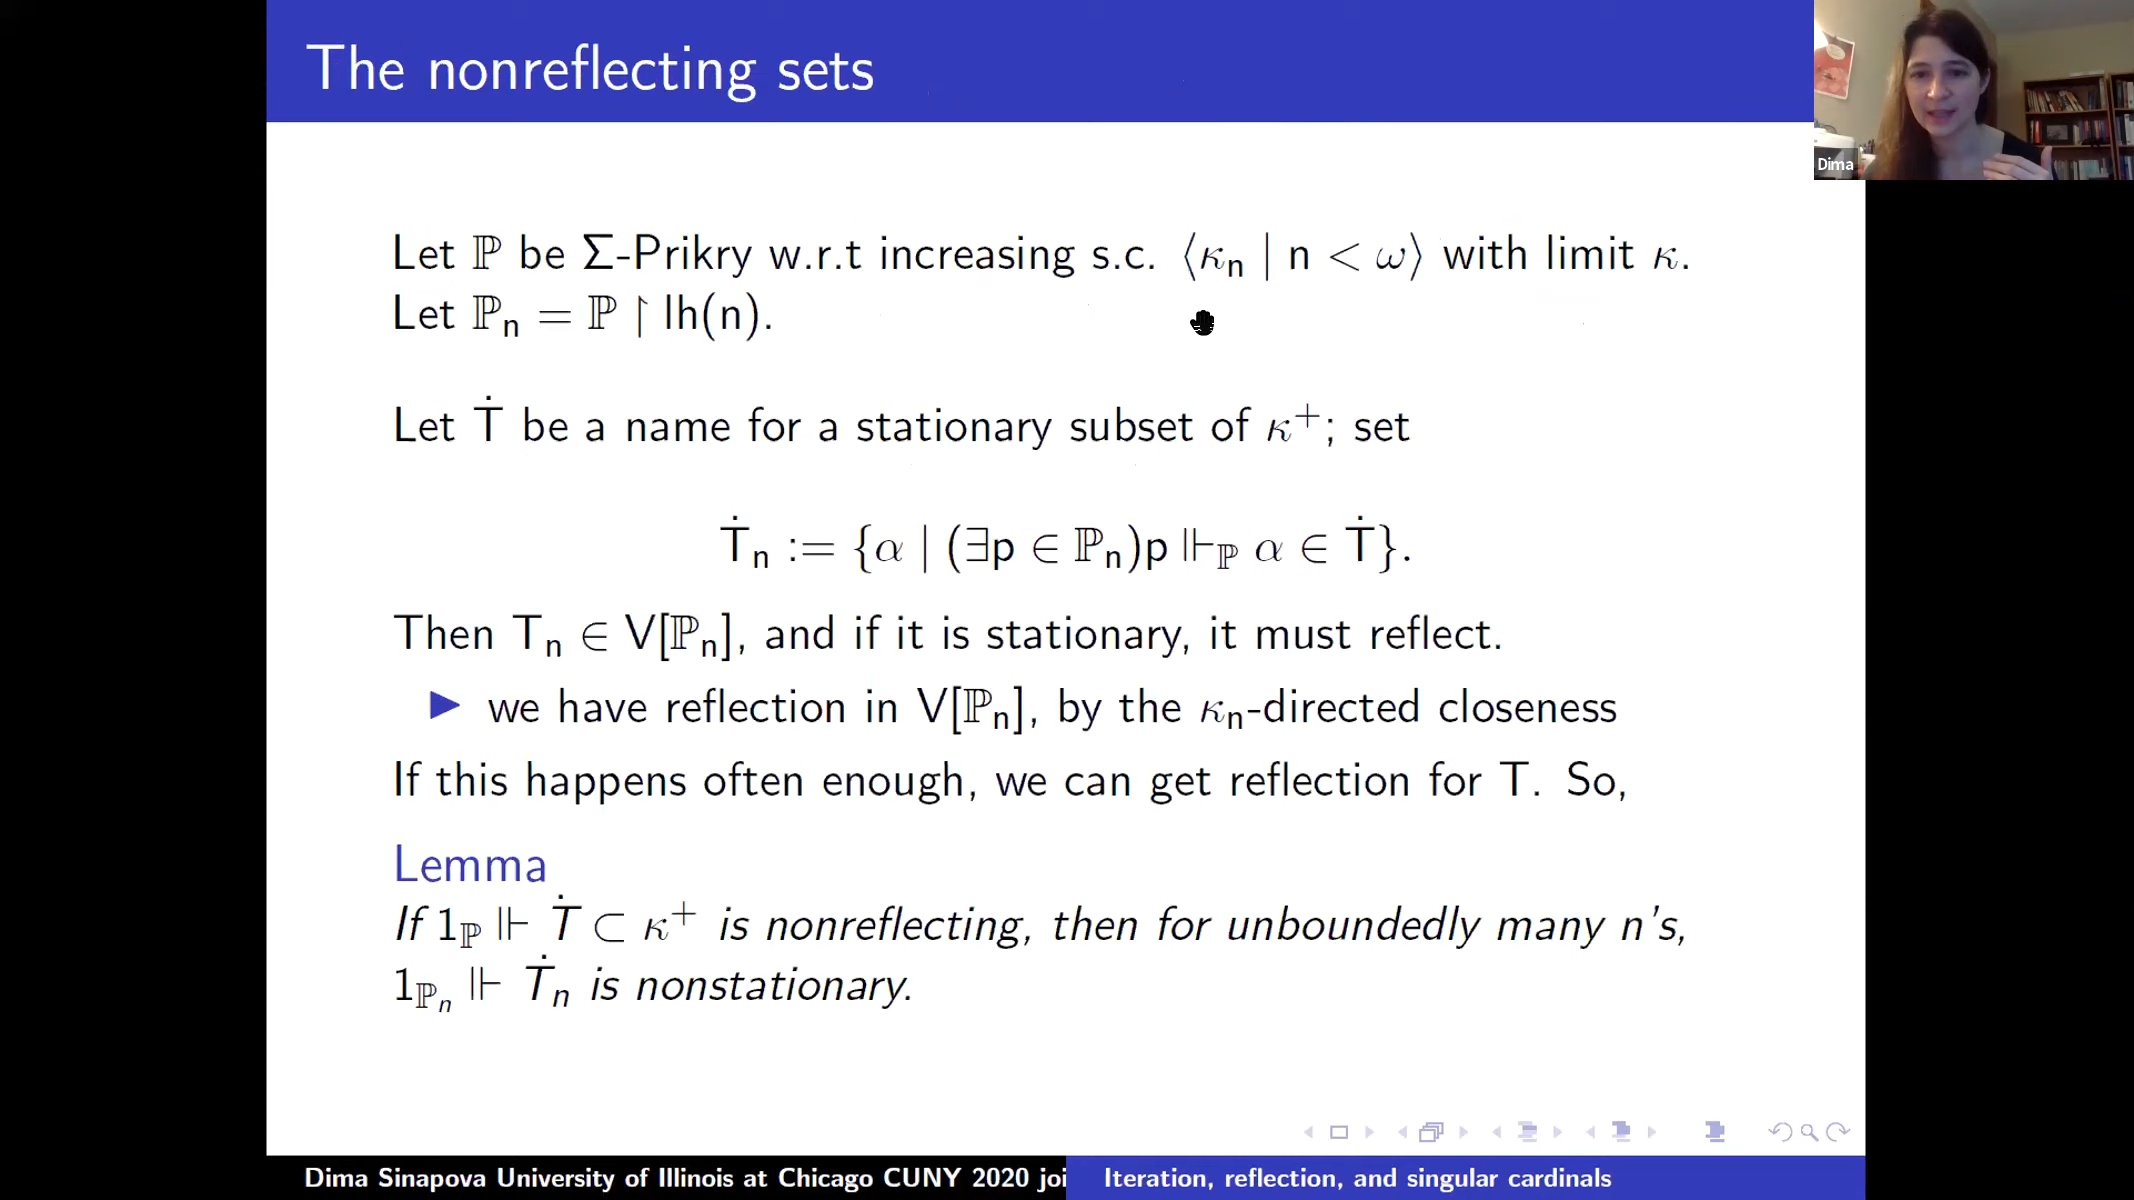 The nonreflecting sets
Dima
Let ℙ be Σ-Prikry w.r.t increasing s.c. ⟨κₙ | n < ω⟩ with limit κ.
Let ℙₙ = ℙ ↾ lh(n).
Let Ṫ be a name for a stationary subset of κ⁺; set
Ṫₙ := {α | (∃p ∈ ℙₙ)p ⊩_ℙ α ∈ Ṫ}.
Then Tₙ ∈ V[ℙₙ], and if it is stationary, it must reflect.
▶ we have reflection in V[ℙₙ], by the κₙ-directed closeness
If this happens often enough, we can get reflection for T. So,
Lemma
If 1_ℙ ⊩ Ṫ ⊂ κ⁺ is nonreflecting, then for unboundedly many n's,
1_ℙₙ ⊩ Ṫₙ is nonstationary.
Dima Sinapova University of Illinois at Chicago CUNY 2020 joi
Iteration, reflection, and singular cardinals